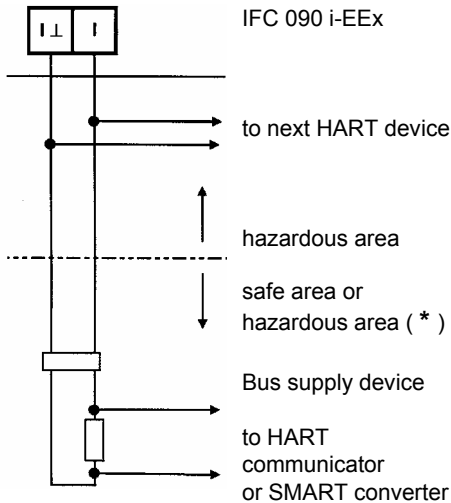 IFC 090 i-EEx
I⊥ I
to next HART device
hazardous area
safe area or
hazardous area ( * )
Bus supply device
to HART
communicator
or SMART converter